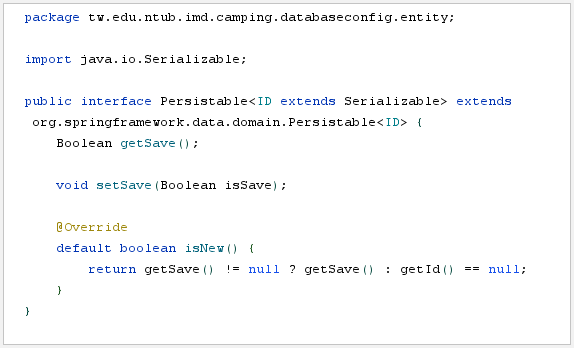 package tw.edu.ntub.imd.camping.databaseconfig.entity;
import java.io.Serializable;
public interface Persistable<ID extends Serializable> extends
org.springframework.data.domain.Persistable<ID> {
Boolean getSave();
void setSave(Boolean isSave);
@Override
default boolean isNew() {
return getSave() != null ? getSave() : getId() == null;
}
}